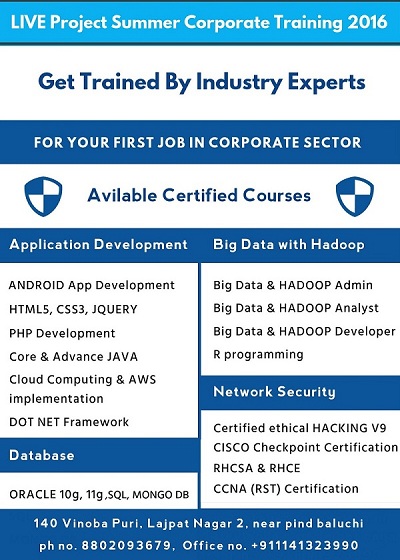 LIVE Project Summer Corporate Training 2016
Get Trained By Industry Experts
FOR YOUR FIRST JOB IN CORPORATE SECTOR
Avilable Certified Courses
Application Development
ANDROID App Development
HTML5, CSS3, JQUERY
PHP Development
Core & Advance JAVA
Cloud Computing & AWS
implementation
DOT NET Framework
Database
ORACLE 10g, 11g,SQL, MONGO DB
Big Data with Hadoop
Big Data & HADOOP Admin
Big Data & HADOOP Analyst
Big Data & HADOOP Developer
R programming
Network Security
Certified ethical HACKING V9
CISCO Checkpoint Certification
RHCSA & RHCE
CCNA (RST) Certification
140 Vinoba Puri, Lajpat Nagar 2, near pind baluchi
ph no. 8802093679, Office no. +911141323990